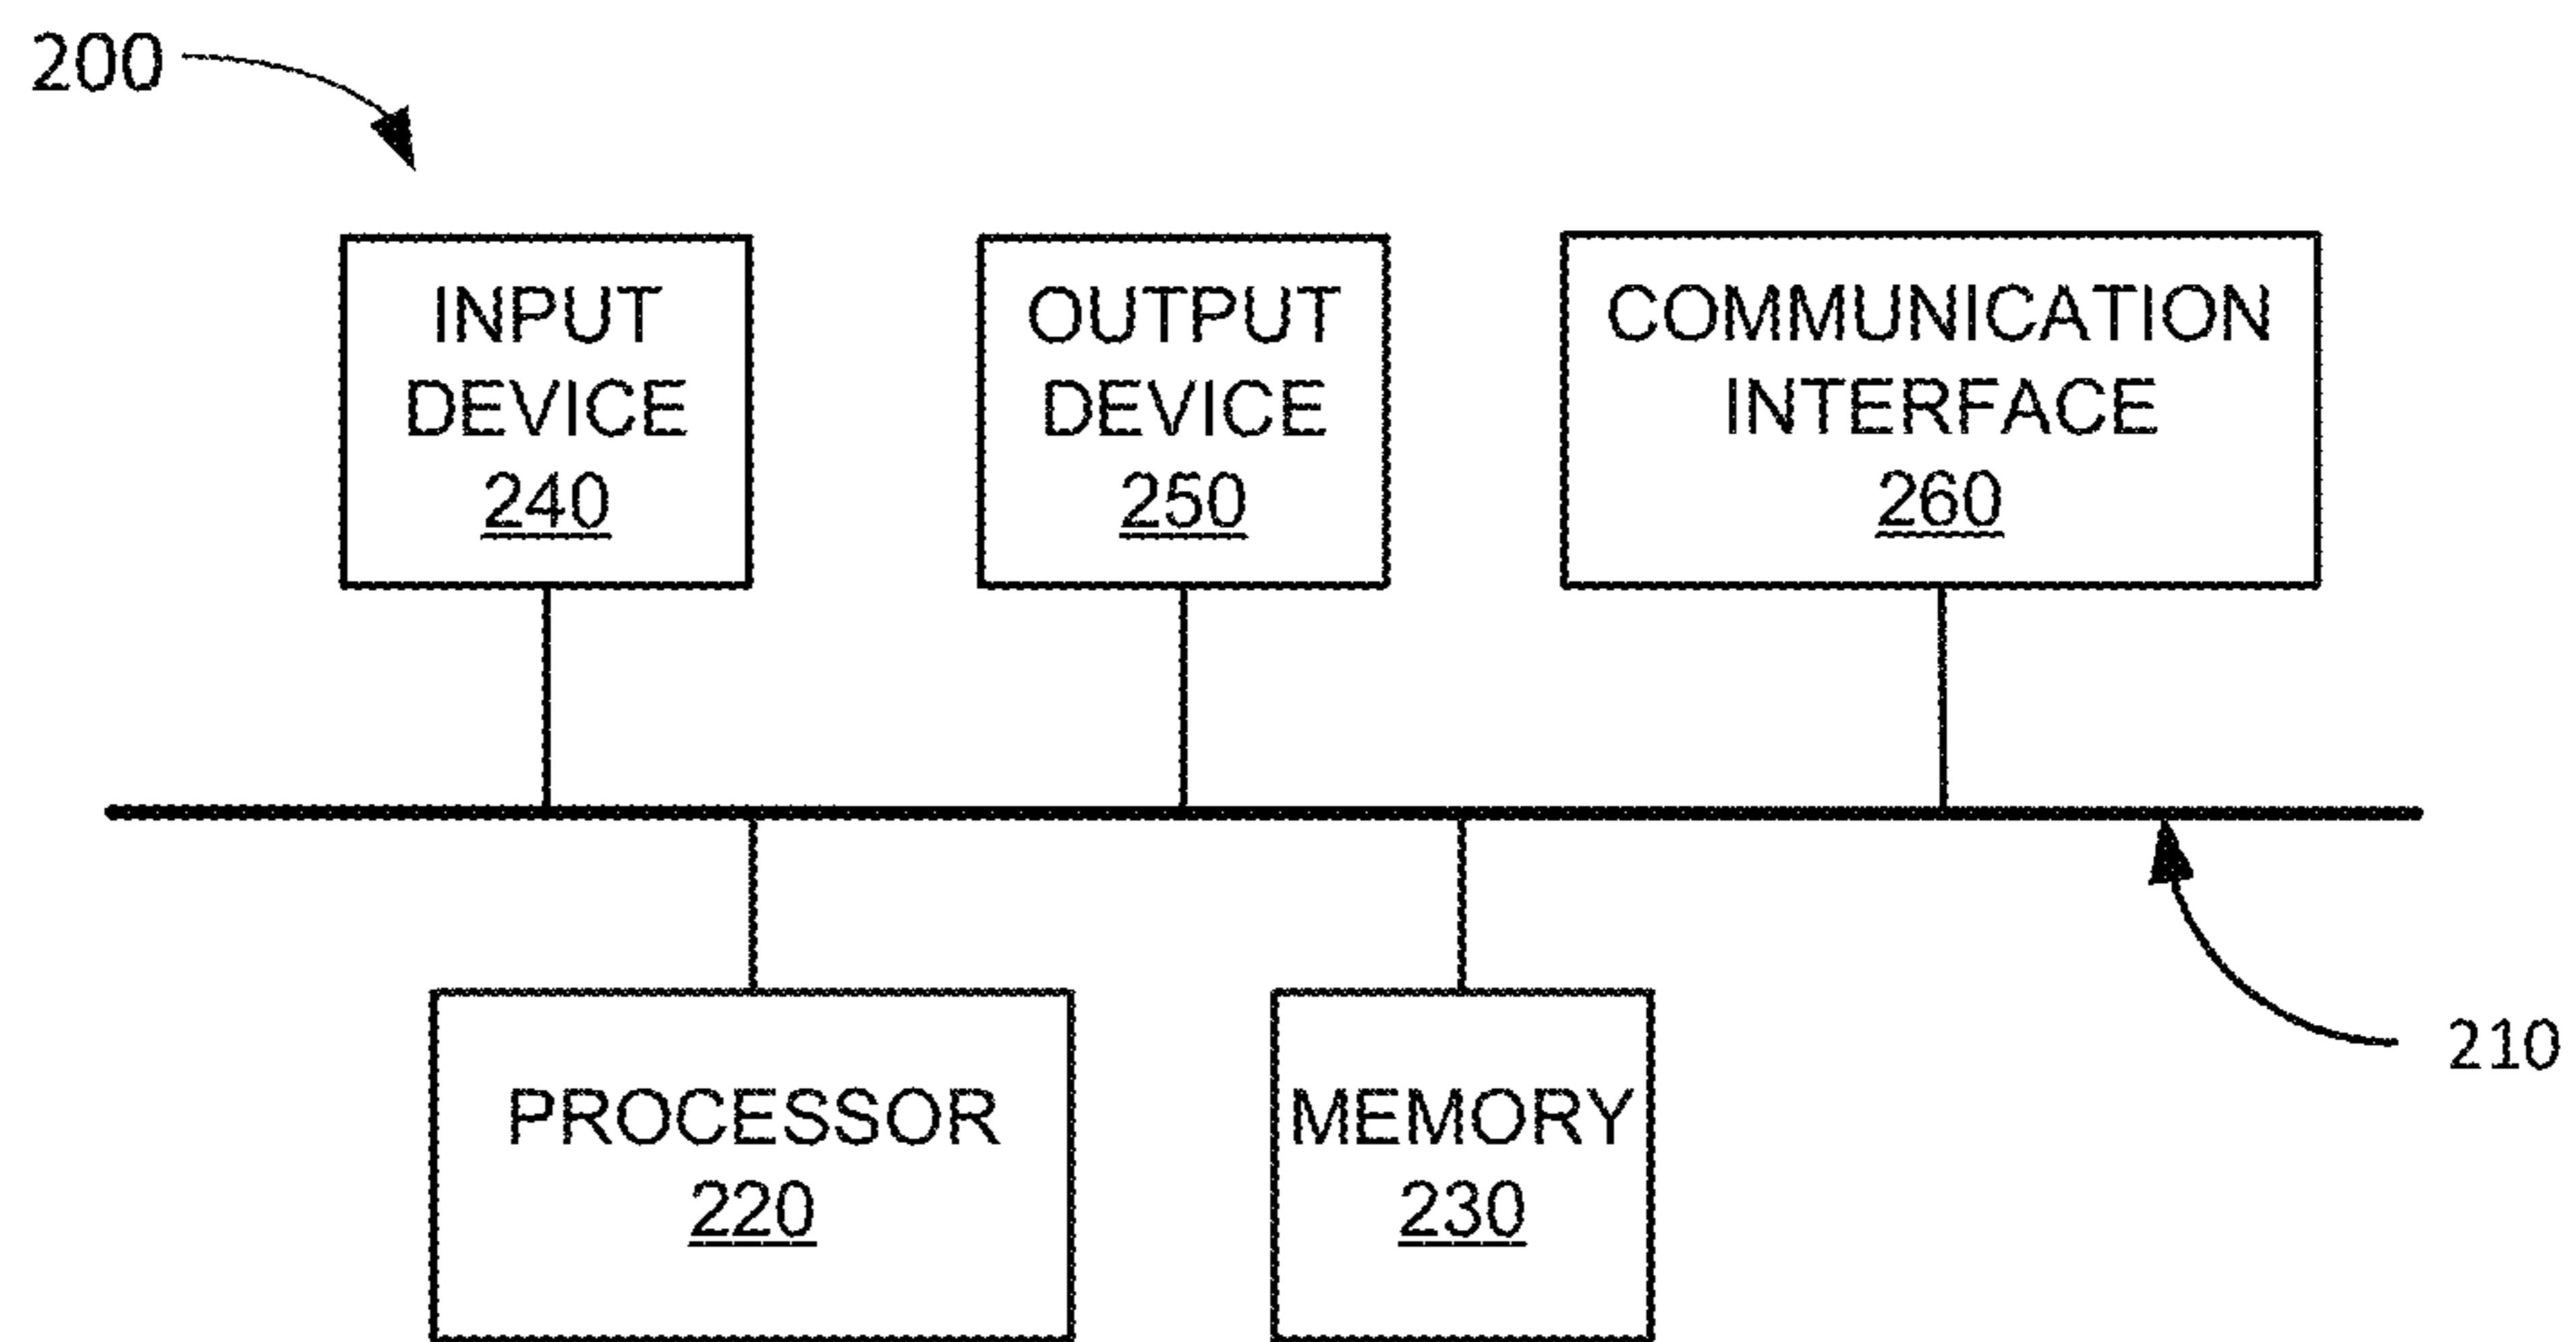 200
INPUT
DEVICE
240
OUTPUT
DEVICE
250
COMMUNICATION
INTERFACE
260
PROCESSOR
220
MEMORY
230
210